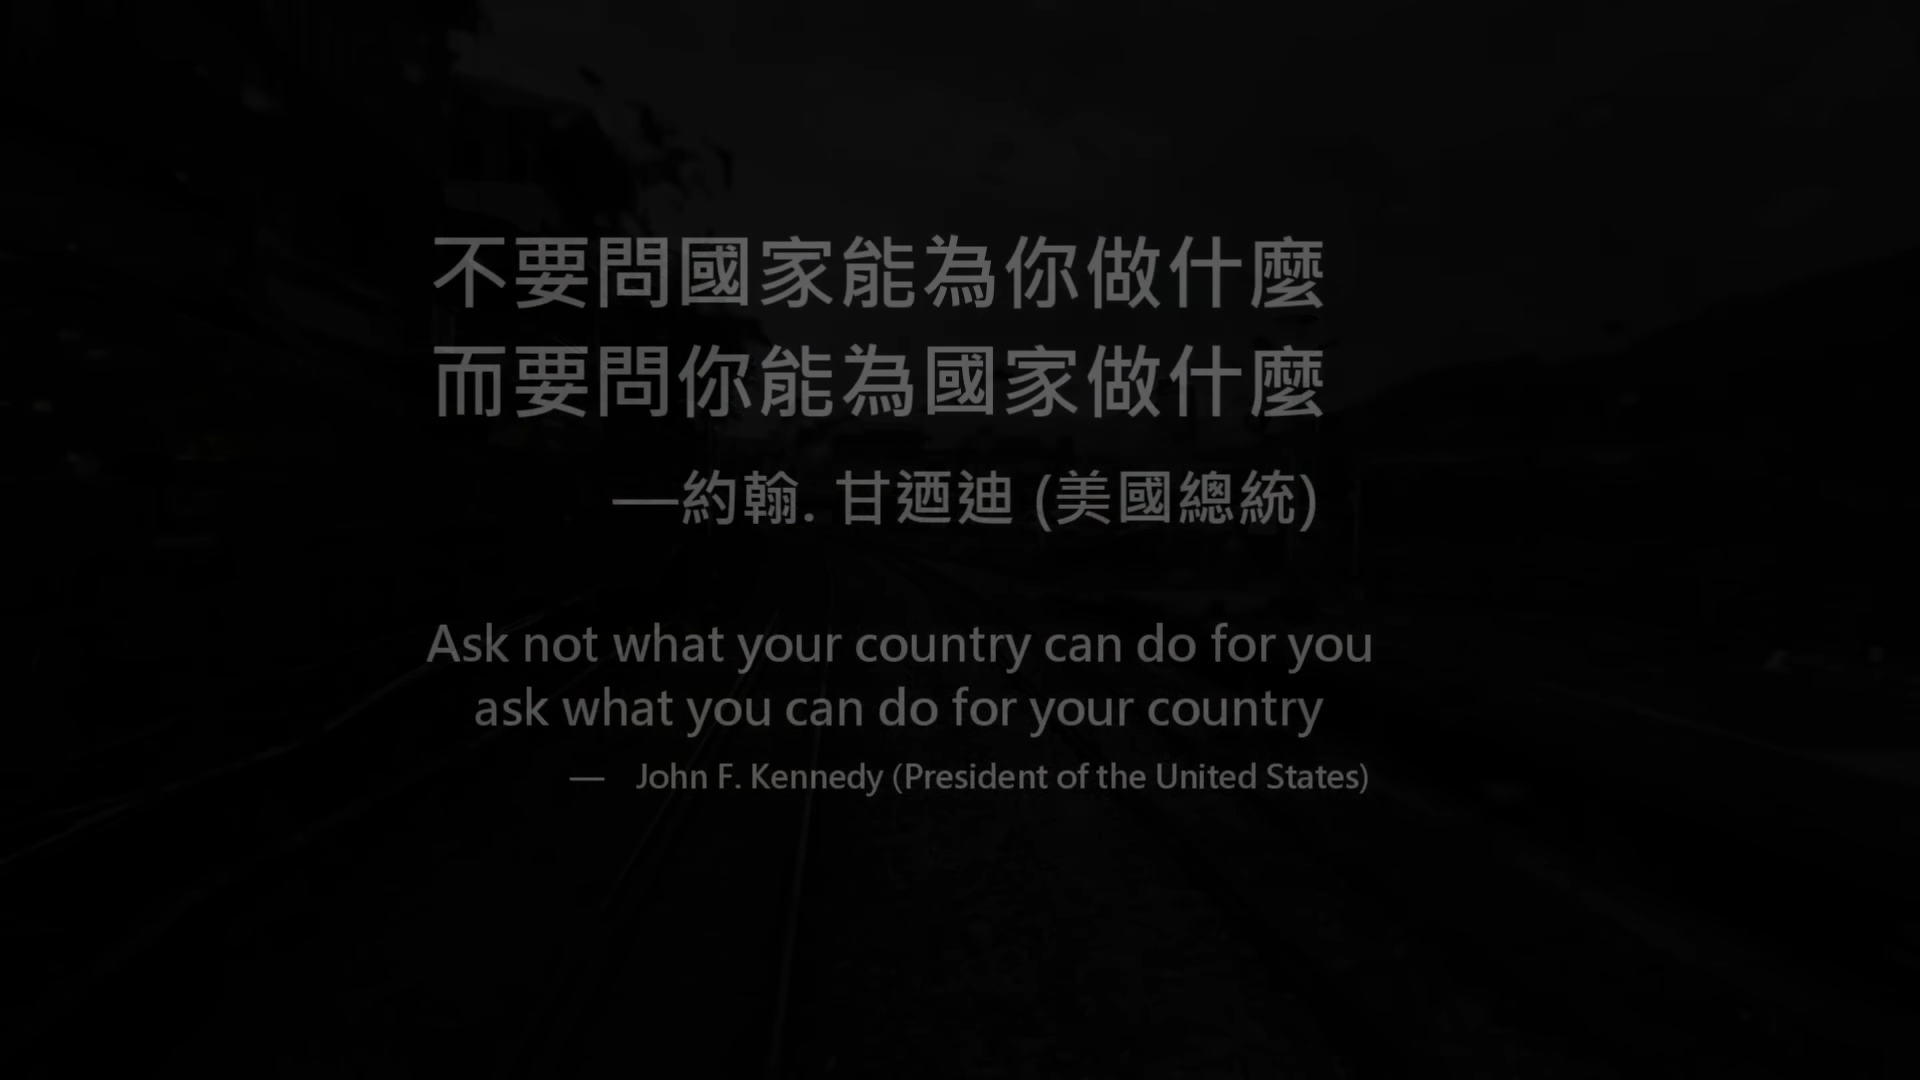 不要問國家能為你做什麼
而要問你能為國家做什麼
—約翰. 甘迺迪 (美國總統)
Ask not what your country can do for you
ask what you can do for your country
— John F. Kennedy (President of the United States)